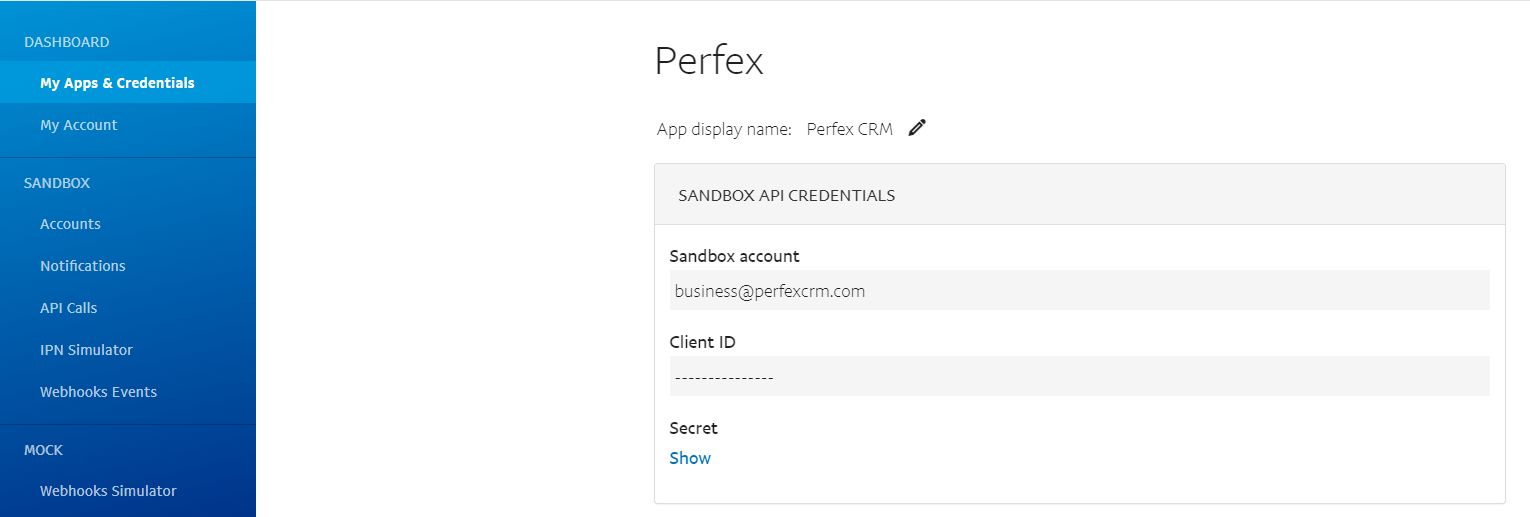 DASHBOARD
My Apps & Credentials
My Account
SANDBOX
Accounts
Notifications
API Calls
IPN Simulator
Webhooks Events
MOCK
Webhooks Simulator
Perfex
App display name: Perfex CRM
SANDBOX API CREDENTIALS
Sandbox account
business@perfexcrm.com
Client ID
---------------
Secret
Show